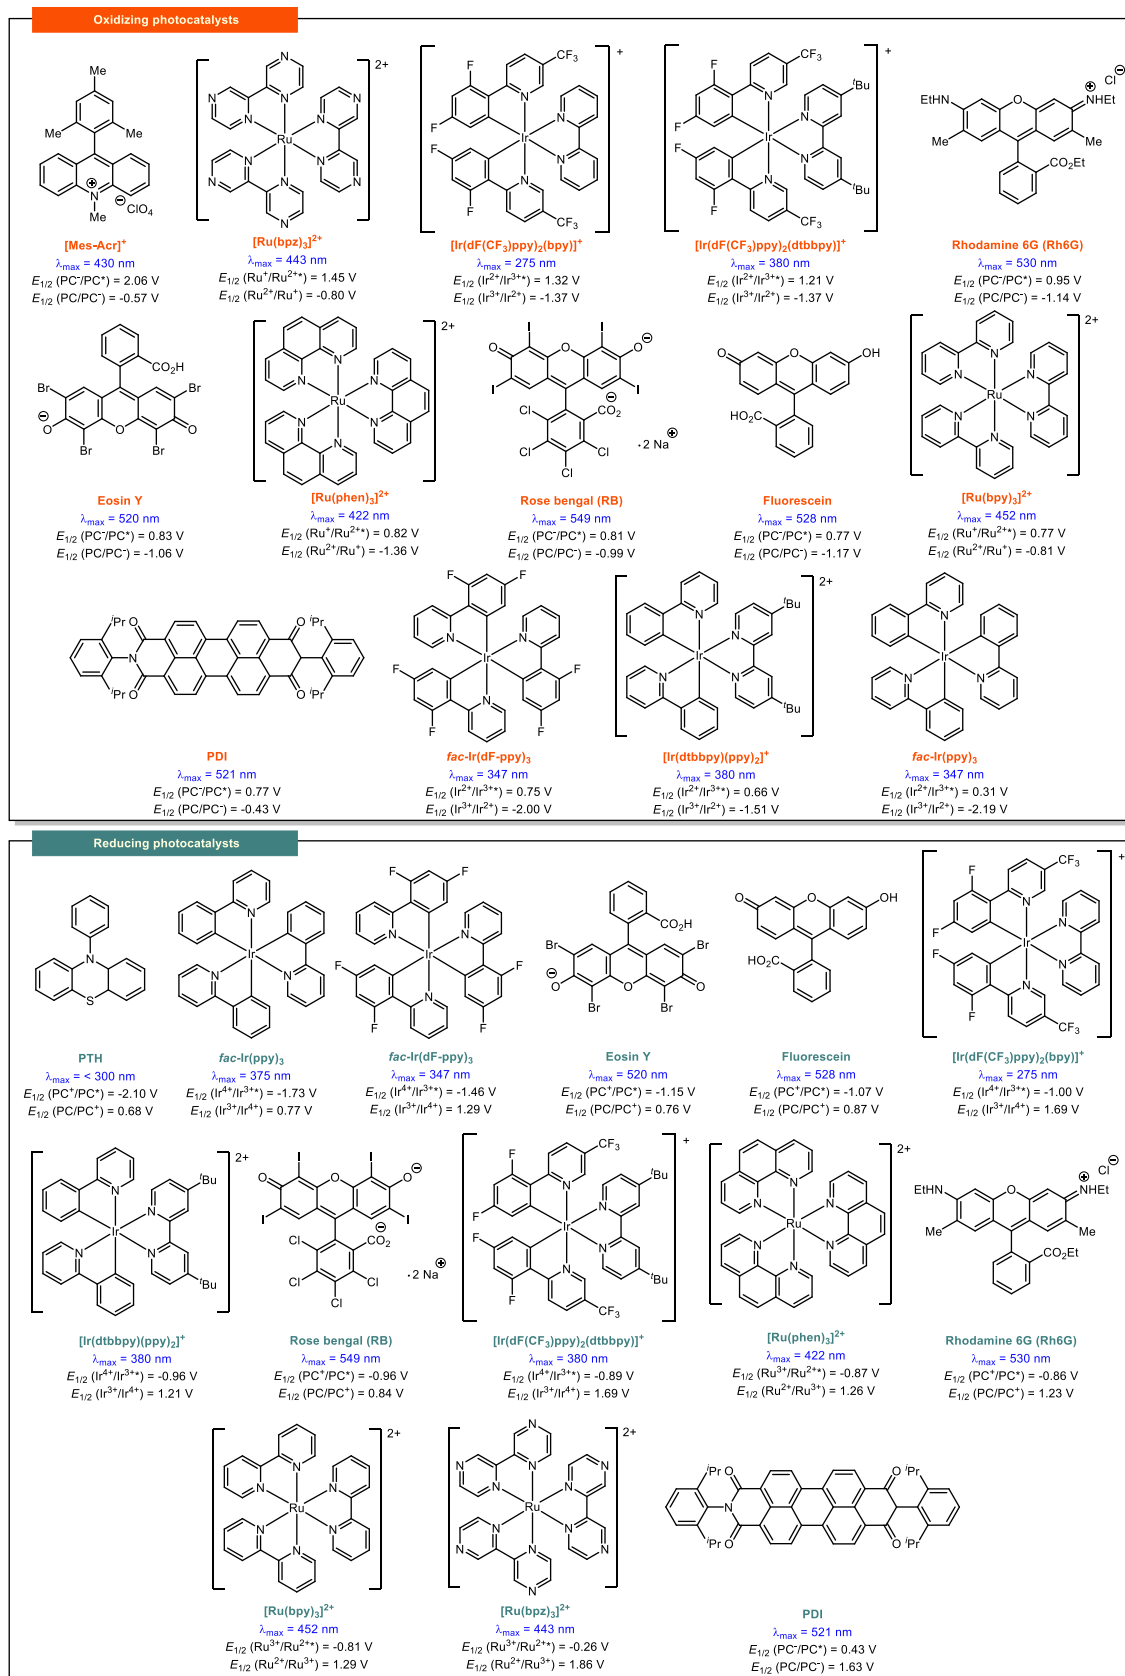 Oxidizing photocatalysts
[Mes-Acr]⁺
λmax = 430 nm
E1/2 (PC⁻/PC*) = 2.06 V
E1/2 (PC/PC⁻) = -0.57 V
[Ru(bpz)3]²⁺
λmax = 443 nm
E1/2 (Ru⁺/Ru²⁺*) = 1.45 V
E1/2 (Ru²⁺/Ru⁺) = -0.80 V
[Ir(dF(CF3)ppy)2(bpy)]⁺
λmax = 275 nm
E1/2 (Ir²⁺/Ir³⁺*) = 1.32 V
E1/2 (Ir³⁺/Ir²⁺) = -1.37 V
[Ir(dF(CF3)ppy)2(dtbbpy)]⁺
λmax = 380 nm
E1/2 (Ir²⁺/Ir³⁺*) = 1.21 V
E1/2 (Ir³⁺/Ir²⁺) = -1.37 V
Rhodamine 6G (Rh6G)
λmax = 530 nm
E1/2 (PC⁻/PC*) = 0.95 V
E1/2 (PC/PC⁻) = -1.14 V
Eosin Y
λmax = 520 nm
E1/2 (PC⁻/PC*) = 0.83 V
E1/2 (PC/PC⁻) = -1.06 V
[Ru(phen)3]²⁺
λmax = 422 nm
E1/2 (Ru⁺/Ru²⁺*) = 0.82 V
E1/2 (Ru²⁺/Ru⁺) = -1.36 V
Rose bengal (RB)
λmax = 549 nm
E1/2 (PC⁻/PC*) = 0.81 V
E1/2 (PC/PC⁻) = -0.99 V
Fluorescein
λmax = 528 nm
E1/2 (PC⁻/PC*) = 0.77 V
E1/2 (PC/PC⁻) = -1.17 V
[Ru(bpy)3]²⁺
λmax = 452 nm
E1/2 (Ru⁺/Ru²⁺*) = 0.77 V
E1/2 (Ru²⁺/Ru⁺) = -0.81 V
PDI
λmax = 521 nm
E1/2 (PC⁻/PC*) = 0.77 V
E1/2 (PC/PC⁻) = -0.43 V
fac-Ir(dF-ppy)3
λmax = 347 nm
E1/2 (Ir²⁺/Ir³⁺*) = 0.75 V
E1/2 (Ir³⁺/Ir²⁺) = -2.00 V
[Ir(dtbbpy)(ppy)2]⁺
λmax = 380 nm
E1/2 (Ir²⁺/Ir³⁺*) = 0.66 V
E1/2 (Ir³⁺/Ir²⁺) = -1.51 V
fac-Ir(ppy)3
λmax = 347 nm
E1/2 (Ir²⁺/Ir³⁺*) = 0.31 V
E1/2 (Ir³⁺/Ir²⁺) = -2.19 V
Reducing photocatalysts
PTH
λmax = < 300 nm
E1/2 (PC⁺/PC*) = -2.10 V
E1/2 (PC/PC⁺) = 0.68 V
fac-Ir(ppy)3
λmax = 375 nm
E1/2 (Ir⁴⁺/Ir³⁺*) = -1.73 V
E1/2 (Ir³⁺/Ir⁴⁺) = 0.77 V
fac-Ir(dF-ppy)3
λmax = 347 nm
E1/2 (Ir⁴⁺/Ir³⁺*) = -1.46 V
E1/2 (Ir³⁺/Ir⁴⁺) = 1.29 V
Eosin Y
λmax = 520 nm
E1/2 (PC⁺/PC*) = -1.15 V
E1/2 (PC/PC⁺) = 0.76 V
Fluorescein
λmax = 528 nm
E1/2 (PC⁺/PC*) = -1.07 V
E1/2 (PC/PC⁺) = 0.87 V
[Ir(dF(CF3)ppy)2(bpy)]⁺
λmax = 275 nm
E1/2 (Ir⁴⁺/Ir³⁺*) = -1.00 V
E1/2 (Ir³⁺/Ir⁴⁺) = 1.69 V
[Ir(dtbbpy)(ppy)2]⁺
λmax = 380 nm
E1/2 (Ir⁴⁺/Ir³⁺*) = -0.96 V
E1/2 (Ir³⁺/Ir⁴⁺) = 1.21 V
Rose bengal (RB)
λmax = 549 nm
E1/2 (PC⁺/PC*) = -0.96 V
E1/2 (PC/PC⁺) = 0.84 V
[Ir(dF(CF3)ppy)2(dtbbpy)]⁺
λmax = 380 nm
E1/2 (Ir⁴⁺/Ir³⁺*) = -0.89 V
E1/2 (Ir³⁺/Ir⁴⁺) = 1.69 V
[Ru(phen)3]²⁺
λmax = 422 nm
E1/2 (Ru³⁺/Ru²⁺*) = -0.87 V
E1/2 (Ru²⁺/Ru³⁺) = 1.26 V
Rhodamine 6G (Rh6G)
λmax = 530 nm
E1/2 (PC⁺/PC*) = -0.86 V
E1/2 (PC/PC⁺) = 1.23 V
[Ru(bpy)3]²⁺
λmax = 452 nm
E1/2 (Ru³⁺/Ru²⁺*) = -0.81 V
E1/2 (Ru²⁺/Ru³⁺) = 1.29 V
[Ru(bpz)3]²⁺
λmax = 443 nm
E1/2 (Ru³⁺/Ru²⁺*) = -0.26 V
E1/2 (Ru²⁺/Ru³⁺) = 1.86 V
PDI
λmax = 521 nm
E1/2 (PC⁻/PC*) = 0.43 V
E1/2 (PC/PC⁻) = 1.63 V